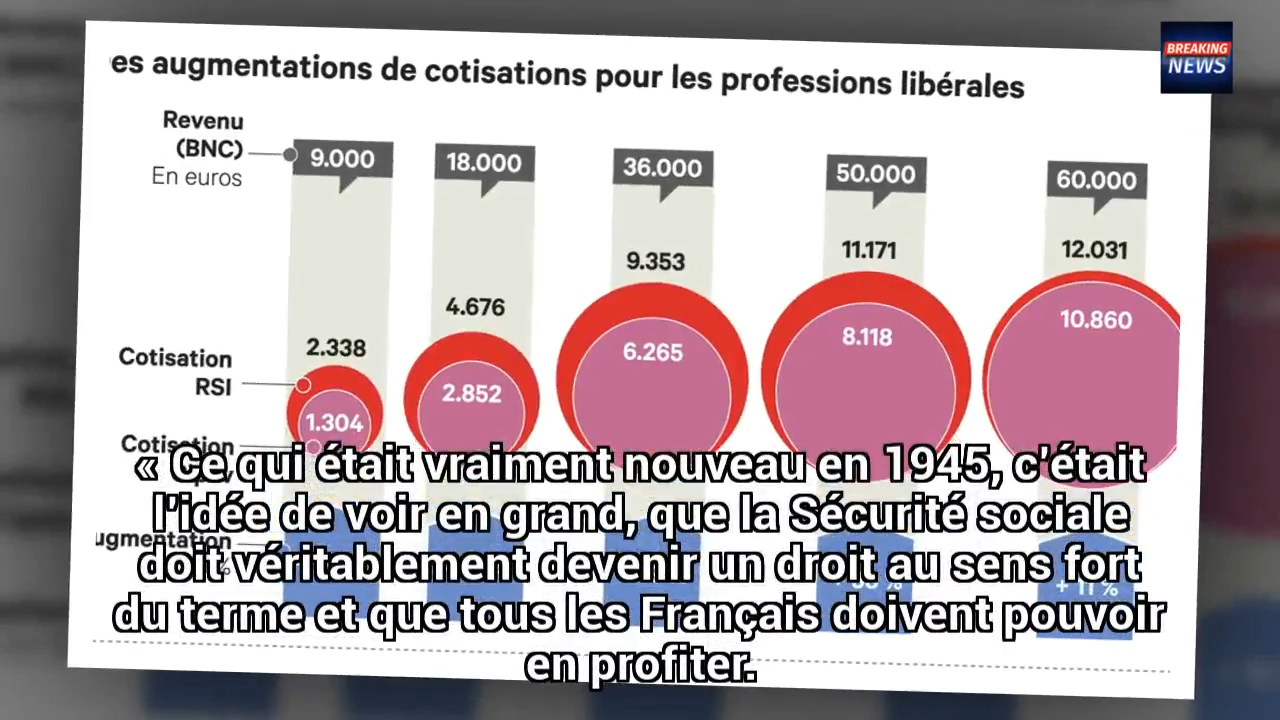 BREAKING
NEWS
es augmentations de cotisations pour les professions libérales
Revenu
(BNC)
En euros
9.000
18.000
36.000
50.000
60.000
2.338
4.676
9.353
11.171
12.031
Cotisation
RSI
1.304
2.852
6.265
8.118
10.860
Cotisation
ugmentation
%
+ 11 %
« Ce qui était vraiment nouveau en 1945, c'était
l'idée de voir en grand, que la Sécurité sociale
doit véritablement devenir un droit au sens fort
du terme et que tous les Français doivent pouvoir
en profiter.